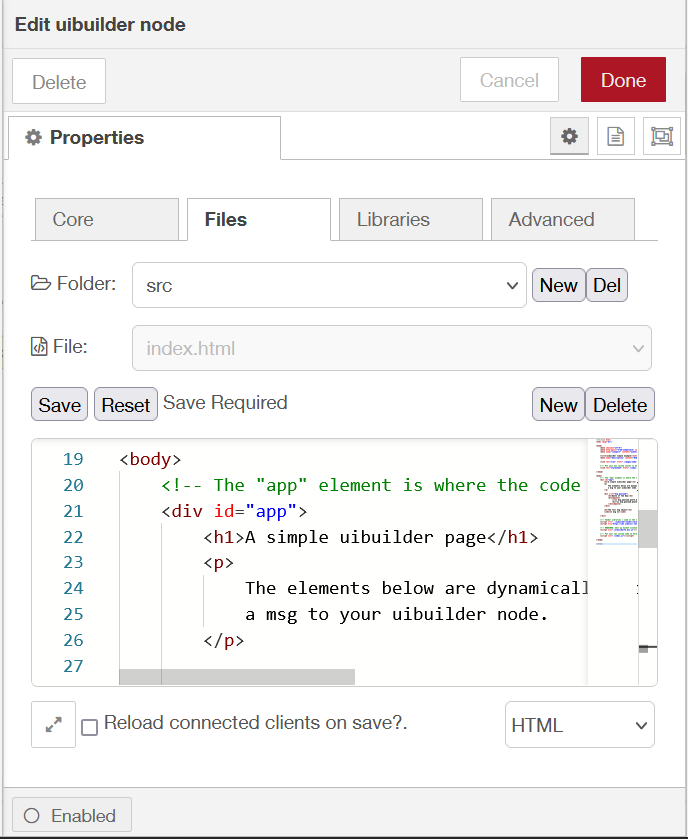 Edit uibuilder node
Delete Cancel Done
Properties
Core Files Libraries Advanced
Folder: src New Del
File: index.html
Save Reset Save Required New Delete
19 <body>
20 <!-- The "app" element is where the code
21 <div id="app">
22 <h1>A simple uibuilder page</h1>
23 <p>
24 The elements below are dynamicall
25 a msg to your uibuilder node.
26 </p>
27
Reload connected clients on save?. HTML
Enabled